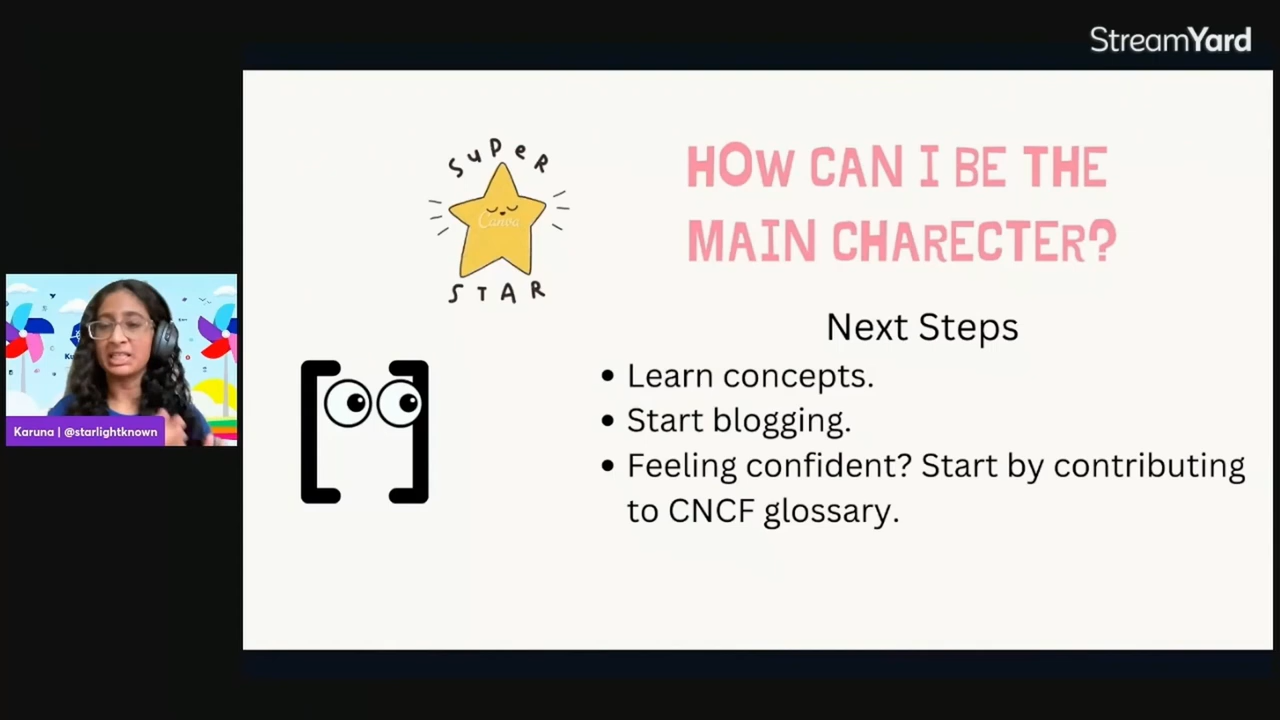 StreamYard
SUPER
Canva
STAR
HOW CAN I BE THE
MAIN CHARECTER?
Next Steps
• Learn concepts.
• Start blogging.
• Feeling confident? Start by contributing
to CNCF glossary.
Karuna | @starlightknown